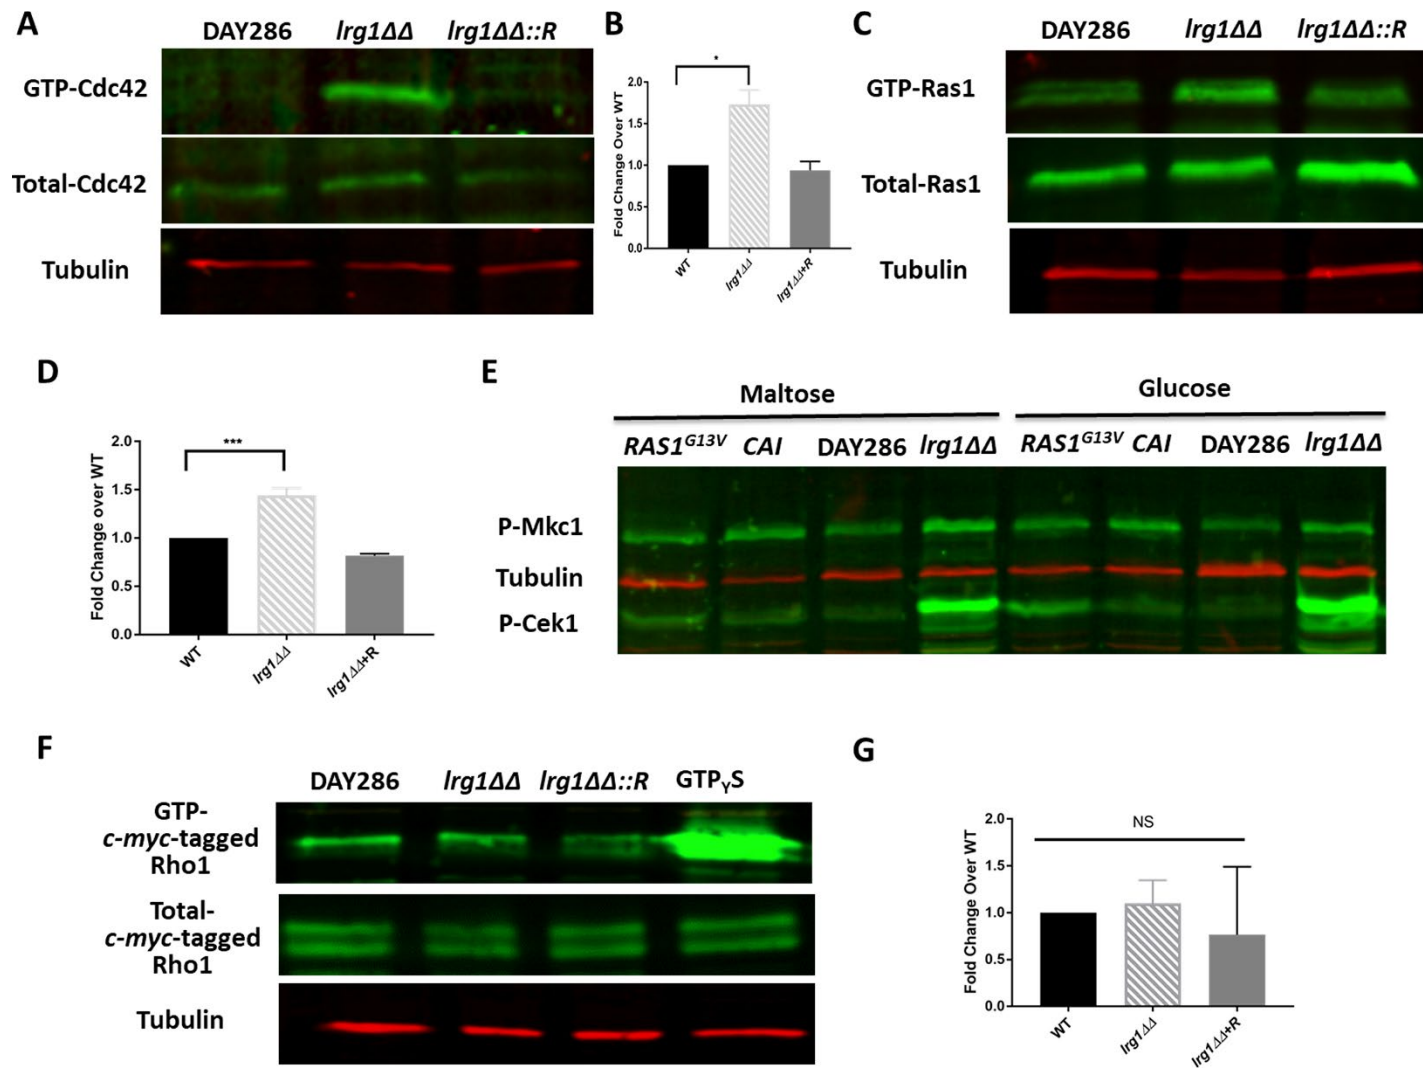 A
DAY286 lrg1ΔΔ lrg1ΔΔ::R
GTP-Cdc42
Total-Cdc42
Tubulin
B
*
2.0
1.5
1.0
0.5
0.0
Fold Change Over WT
WT
lrg1ΔΔ
lrg1ΔΔ+R
C
DAY286 lrg1ΔΔ lrg1ΔΔ::R
GTP-Ras1
Total-Ras1
Tubulin
D
***
2.0
1.5
1.0
0.5
0.0
Fold Change over WT
WT
lrg1ΔΔ
lrg1ΔΔ+R
E
Maltose Glucose
RAS1G13V CAI DAY286 lrg1ΔΔ RAS1G13V CAI DAY286 lrg1ΔΔ
P-Mkc1
Tubulin
P-Cek1
F
DAY286 lrg1ΔΔ lrg1ΔΔ::R GTPγS
GTP-
c-myc-tagged
Rho1
Total-
c-myc-tagged
Rho1
Tubulin
G
NS
2.0
1.5
1.0
0.5
0.0
Fold Change Over WT
WT
lrg1ΔΔ
lrg1ΔΔ+R